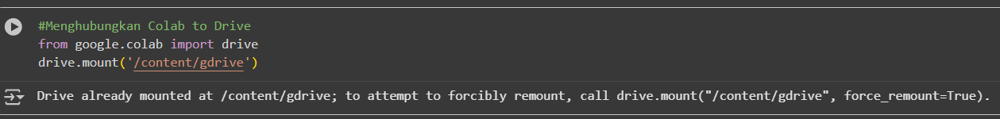 #Menghubungkan Colab to Drive
from google.colab import drive
drive.mount('/content/gdrive')
Drive already mounted at /content/gdrive; to attempt to forcibly remount, call drive.mount("/content/gdrive", force_remount=True).